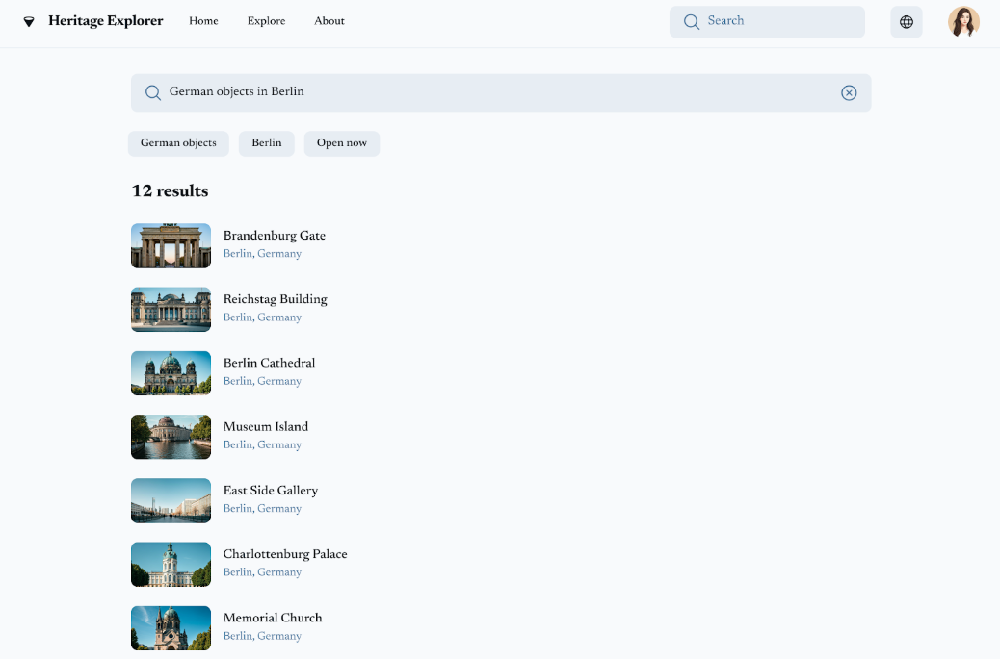 Heritage Explorer
Home
Explore
About
Search
German objects in Berlin
German objects
Berlin
Open now
12 results
Brandenburg Gate
Berlin, Germany
Reichstag Building
Berlin, Germany
Berlin Cathedral
Berlin, Germany
Museum Island
Berlin, Germany
East Side Gallery
Berlin, Germany
Charlottenburg Palace
Berlin, Germany
Memorial Church
Berlin, Germany